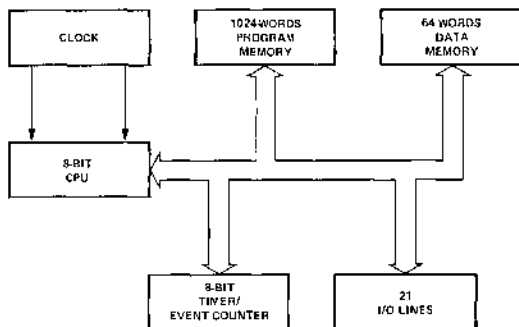 CLOCK
1024 WORDS
PROGRAM
MEMORY
64 WORDS
DATA
MEMORY
8-BIT
CPU
8-BIT
TIMER/
EVENT COUNTER
21
I/O LINES